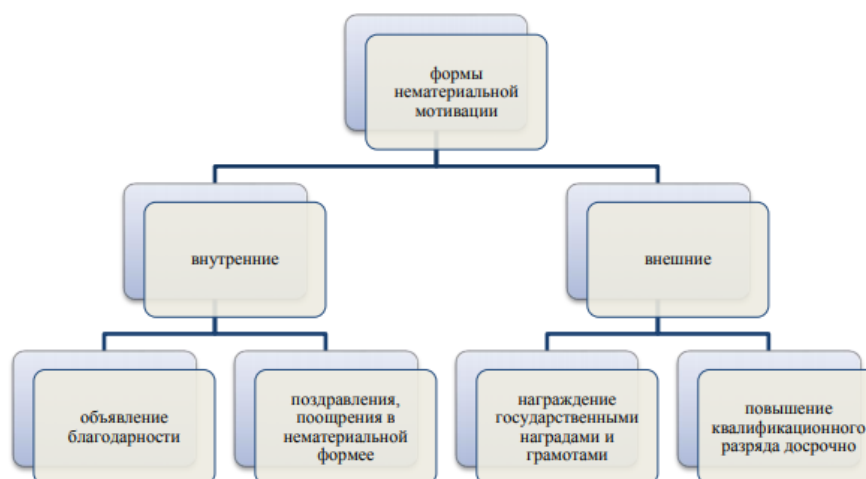 формы
нематериальной
мотивации
внутренние
внешние
объявление
благодарности
поздравления,
поощрения в
нематериальной
формее
награждение
государственными
наградами и
грамотами
повышение
квалификационного
разряда досрочно